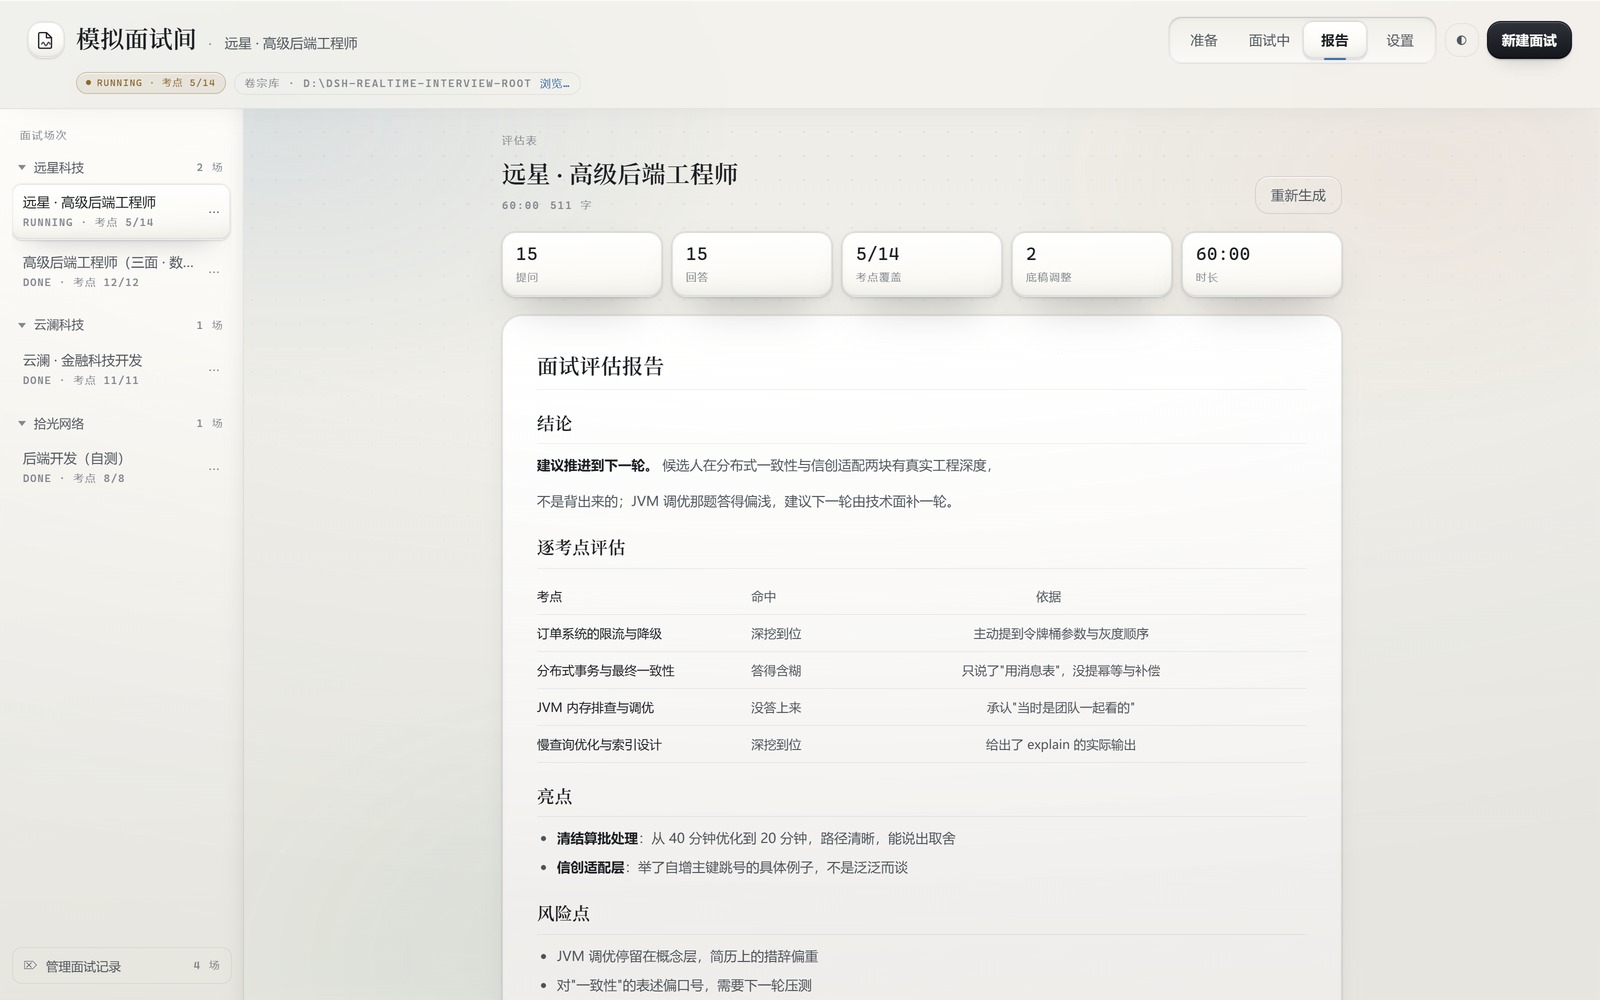 模拟面试间 · 远星 · 高级后端工程师
准备 面试中 报告 设置 新建面试
RUNNING · 考点 5/14 卷宗库 · D:\DSH-REALTIME-INTERVIEW-ROOT 浏览…
面试场次
远星科技 2 场
远星 · 高级后端工程师 …
RUNNING · 考点 5/14
高级后端工程师（三面 · 数… …
DONE · 考点 12/12
云澜科技 1 场
云澜 · 金融科技开发 …
DONE · 考点 11/11
拾光网络 1 场
后端开发（自测） …
DONE · 考点 8/8
管理面试记录 4 场
评估表
远星 · 高级后端工程师
60:00 511 字
重新生成
15 15 5/14 2 60:00
提问 回答 考点覆盖 底稿调整 时长
面试评估报告
结论
建议推进到下一轮。 候选人在分布式一致性与信创适配两块有真实工程深度，
不是背出来的；JVM 调优那题答得偏浅，建议下一轮由技术面补一轮。
逐考点评估
考点 命中 依据
订单系统的限流与降级 深挖到位 主动提到令牌桶参数与灰度顺序
分布式事务与最终一致性 答得含糊 只说了"用消息表"，没提幂等与补偿
JVM 内存排查与调优 没答上来 承认"当时是团队一起看的"
慢查询优化与索引设计 深挖到位 给出了 explain 的实际输出
亮点
• 清结算批处理：从 40 分钟优化到 20 分钟，路径清晰，能说出取舍
• 信创适配层：举了自增主键跳号的具体例子，不是泛泛而谈
风险点
• JVM 调优停留在概念层，简历上的措辞偏重
• 对"一致性"的表述偏口号，需要下一轮压测